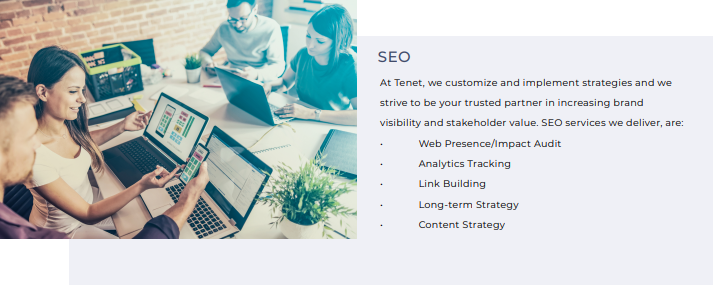 SEO
At Tenet, we customize and implement strategies and we
strive to be your trusted partner in increasing brand
visibility and stakeholder value. SEO services we deliver, are:
· Web Presence/Impact Audit
· Analytics Tracking
· Link Building
· Long-term Strategy
· Content Strategy